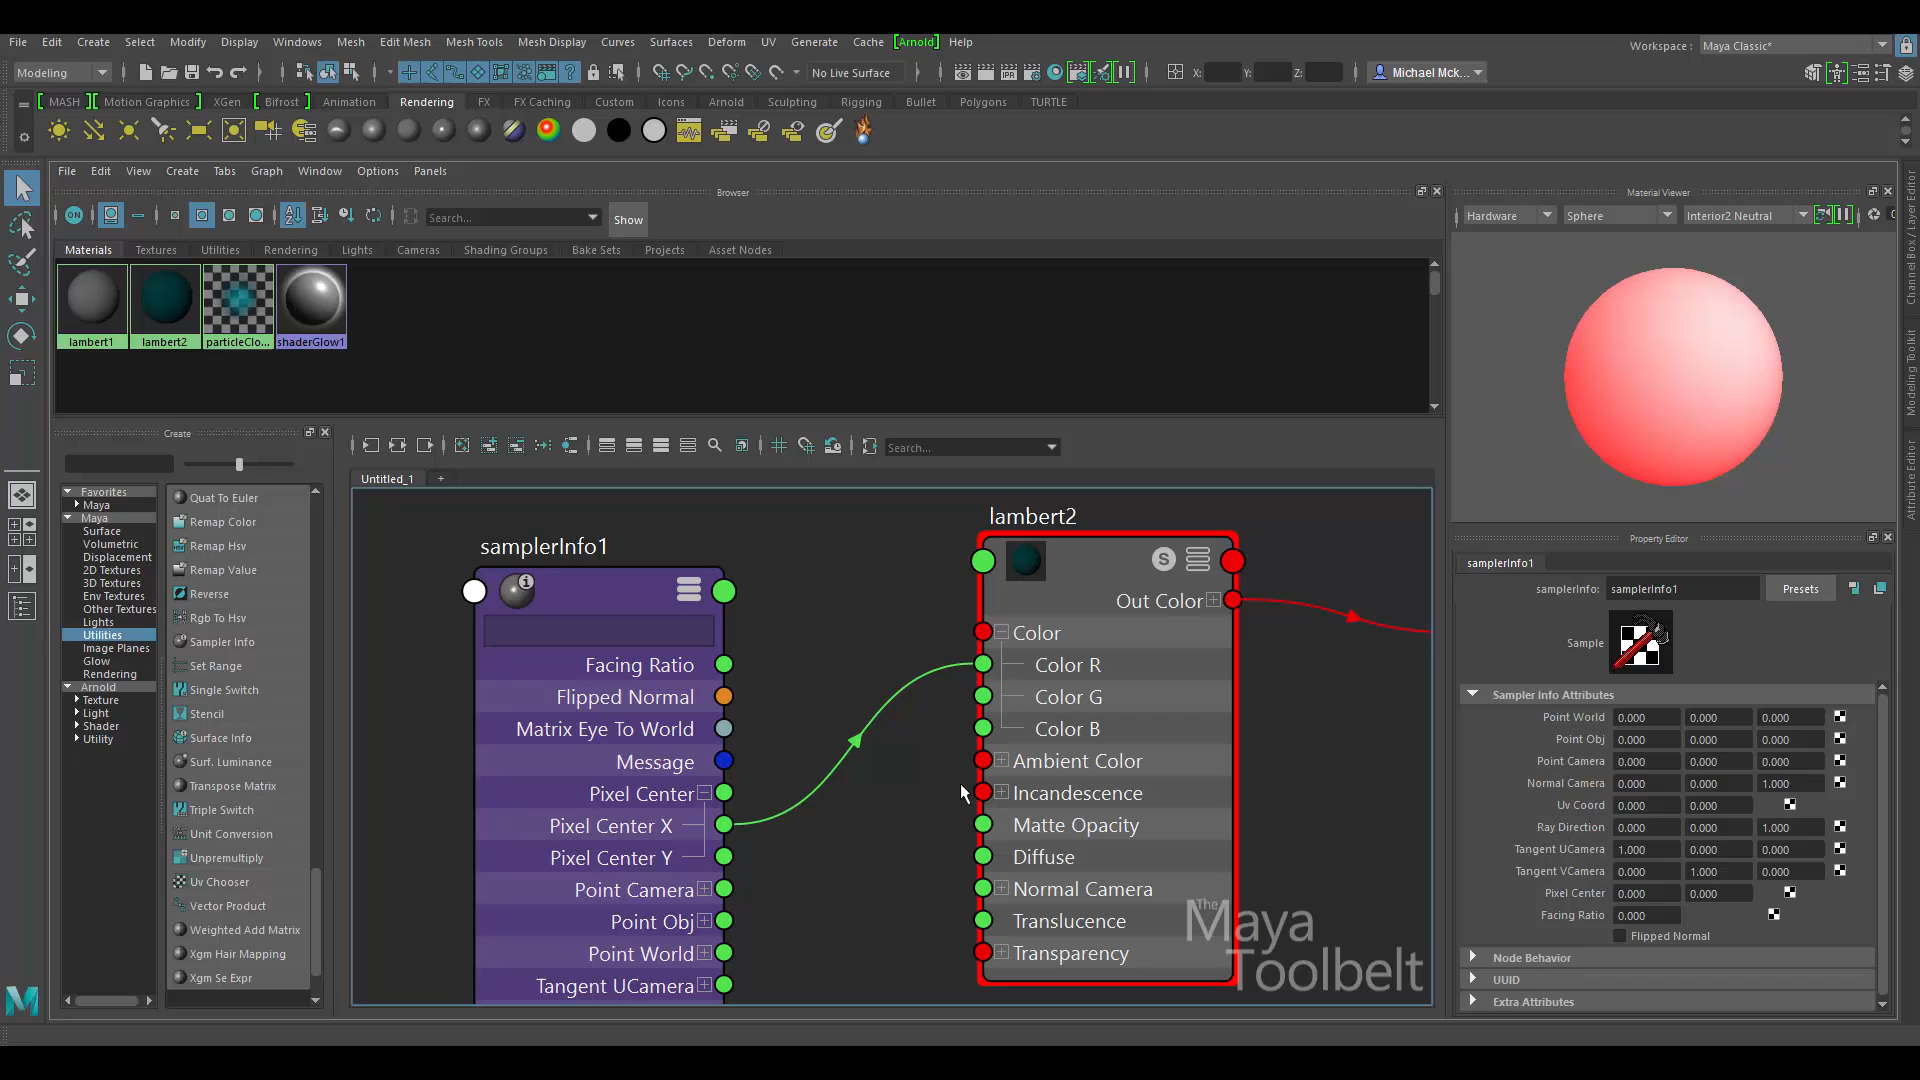 File Edit Create Select Modify Display Windows Mesh Edit Mesh Mesh Tools Mesh Display Curves Surfaces Deform UV Generate Cache [Arnold] Help
Workspace : Maya Classic*
Modeling No Live Surface X: Y: Z: Michael Mck...
MASH Motion Graphics XGen Bifrost Animation Rendering FX FX Caching Custom Icons Arnold Sculpting Rigging Bullet Polygons TURTLE
File Edit View Create Tabs Graph Window Options Panels
Browser
ON Search... Show
Materials Textures Utilities Rendering Lights Cameras Shading Groups Bake Sets Projects Asset Nodes
lambert1 lambert2 particleClo... shaderGlow1
Material Viewer
Hardware Sphere Interior2 Neutral
Channel Box / Layer Editor
Modeling Toolkit
Attribute Editor
Create
Favorites
Maya
Maya
Surface
Volumetric
Displacement
2D Textures
3D Textures
Env Textures
Other Textures
Lights
Utilities
Image Planes
Glow
Rendering
Arnold
Texture
Light
Shader
Utility
Quat To Euler
Remap Color
Remap Hsv
Remap Value
Reverse
Rgb To Hsv
Sampler Info
Set Range
Single Switch
Stencil
Surface Info
Surf. Luminance
Transpose Matrix
Triple Switch
Unit Conversion
Unpremultiply
Uv Chooser
Vector Product
Weighted Add Matrix
Xgm Hair Mapping
Xgm Se Expr
Search...
Untitled_1 +
samplerInfo1
Facing Ratio
Flipped Normal
Matrix Eye To World
Message
Pixel Center
Pixel Center X
Pixel Center Y
Point Camera
Point Obj
Point World
Tangent UCamera
lambert2
S
Out Color
Color
Color R
Color G
Color B
Ambient Color
Incandescence
Matte Opacity
Diffuse
Normal Camera
Translucence
Transparency
The
Maya
Toolbelt
Property Editor
samplerInfo1
samplerInfo: samplerInfo1 Presets
Sample
Sampler Info Attributes
Point World 0.000 0.000 0.000
Point Obj 0.000 0.000 0.000
Point Camera 0.000 0.000 0.000
Normal Camera 0.000 0.000 1.000
Uv Coord 0.000 0.000
Ray Direction 0.000 0.000 1.000
Tangent UCamera 1.000 0.000 0.000
Tangent VCamera 0.000 1.000 0.000
Pixel Center 0.000 0.000
Facing Ratio 0.000
Flipped Normal
Node Behavior
UUID
Extra Attributes